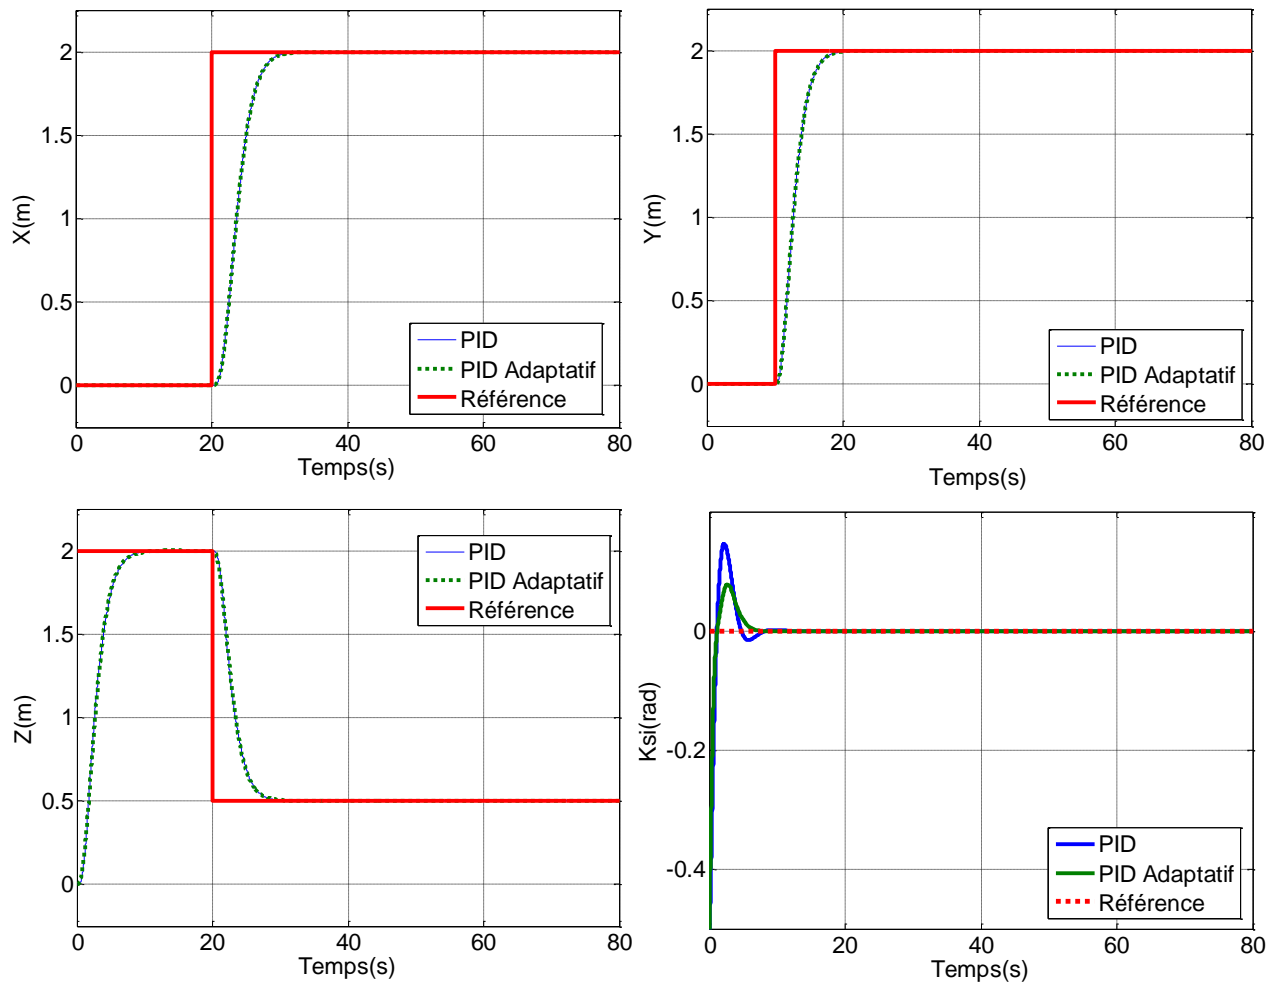 2
1.5
1
0.5
0
X(m)
PID
PID Adaptatif
Référence
0 20 40 60 80
Temps(s)
2
1.5
1
0.5
0
Y(m)
PID
PID Adaptatif
Référence
0 20 40 60 80
Temps(s)
2
1.5
1
0.5
0
Z(m)
PID
PID Adaptatif
Référence
0 20 40 60 80
Temps(s)
0
-0.2
-0.4
Ksi(rad)
PID
PID Adaptatif
Référence
0 20 40 60 80
Temps(s)